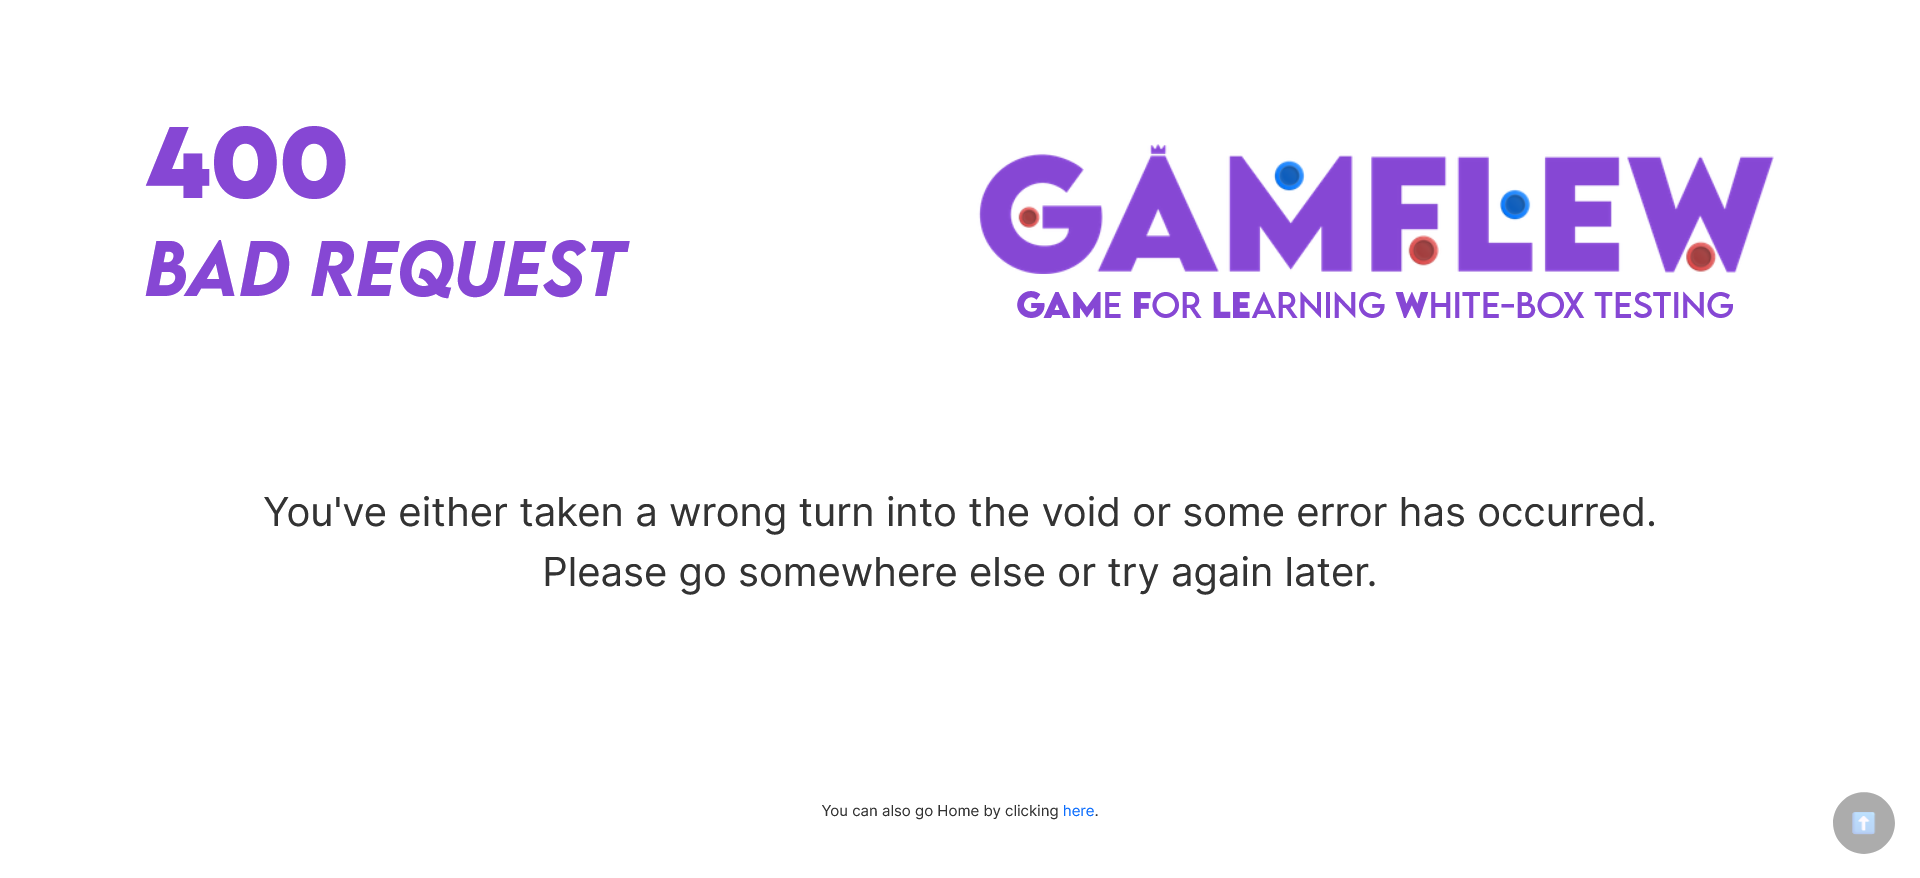 400
BAD REQUEST
GAMFLEW
GAME FOR LEARNING WHITE-BOX TESTING
You've either taken a wrong turn into the void or some error has occurred.
Please go somewhere else or try again later.
You can also go Home by clicking here.